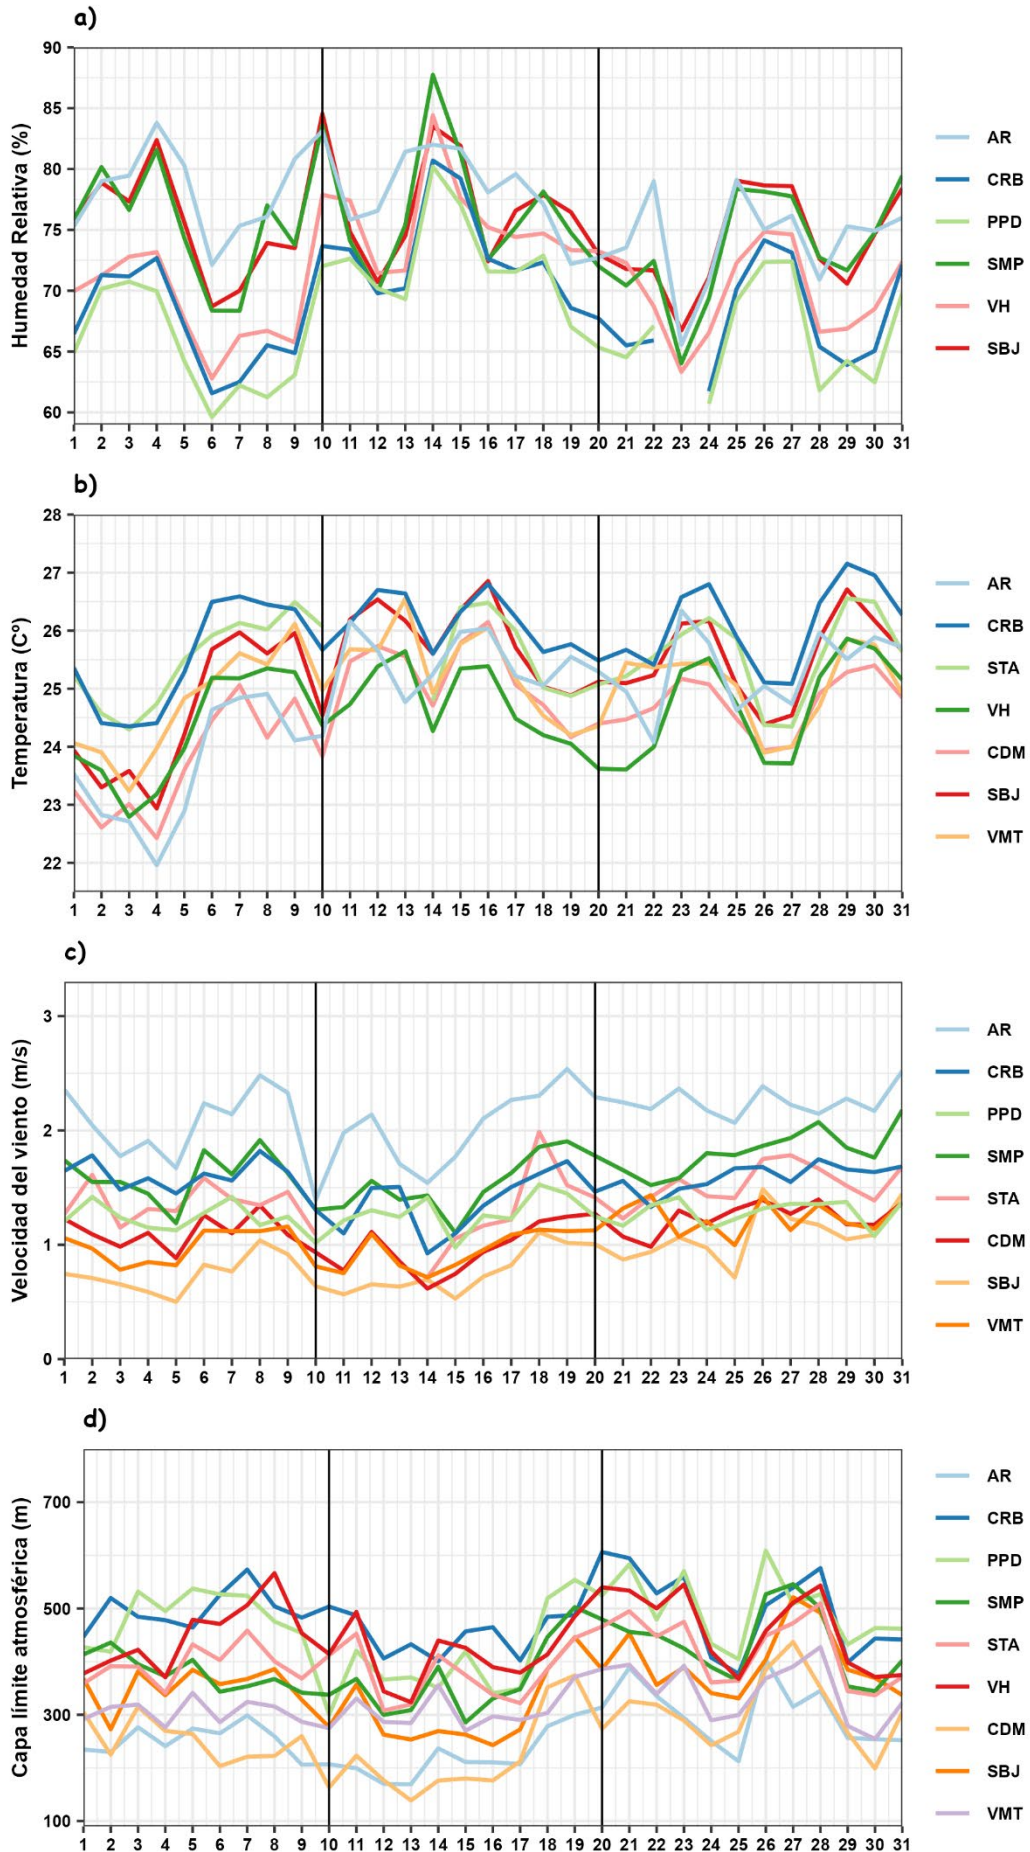 a)
Humedad Relativa (%)
90
85
80
75
70
65
60
1 2 3 4 5 6 7 8 9 10 11 12 13 14 15 16 17 18 19 20 21 22 23 24 25 26 27 28 29 30 31
AR
CRB
PPD
SMP
VH
SBJ
b)
Temperatura (C°)
28
27
26
25
24
23
22
1 2 3 4 5 6 7 8 9 10 11 12 13 14 15 16 17 18 19 20 21 22 23 24 25 26 27 28 29 30 31
AR
CRB
STA
VH
CDM
SBJ
VMT
c)
Velocidad del viento (m/s)
3
2
1
0
1 2 3 4 5 6 7 8 9 10 11 12 13 14 15 16 17 18 19 20 21 22 23 24 25 26 27 28 29 30 31
AR
CRB
PPD
SMP
STA
CDM
SBJ
VMT
d)
Capa límite atmosférica (m)
700
500
300
100
1 2 3 4 5 6 7 8 9 10 11 12 13 14 15 16 17 18 19 20 21 22 23 24 25 26 27 28 29 30 31
AR
CRB
PPD
SMP
STA
VH
CDM
SBJ
VMT